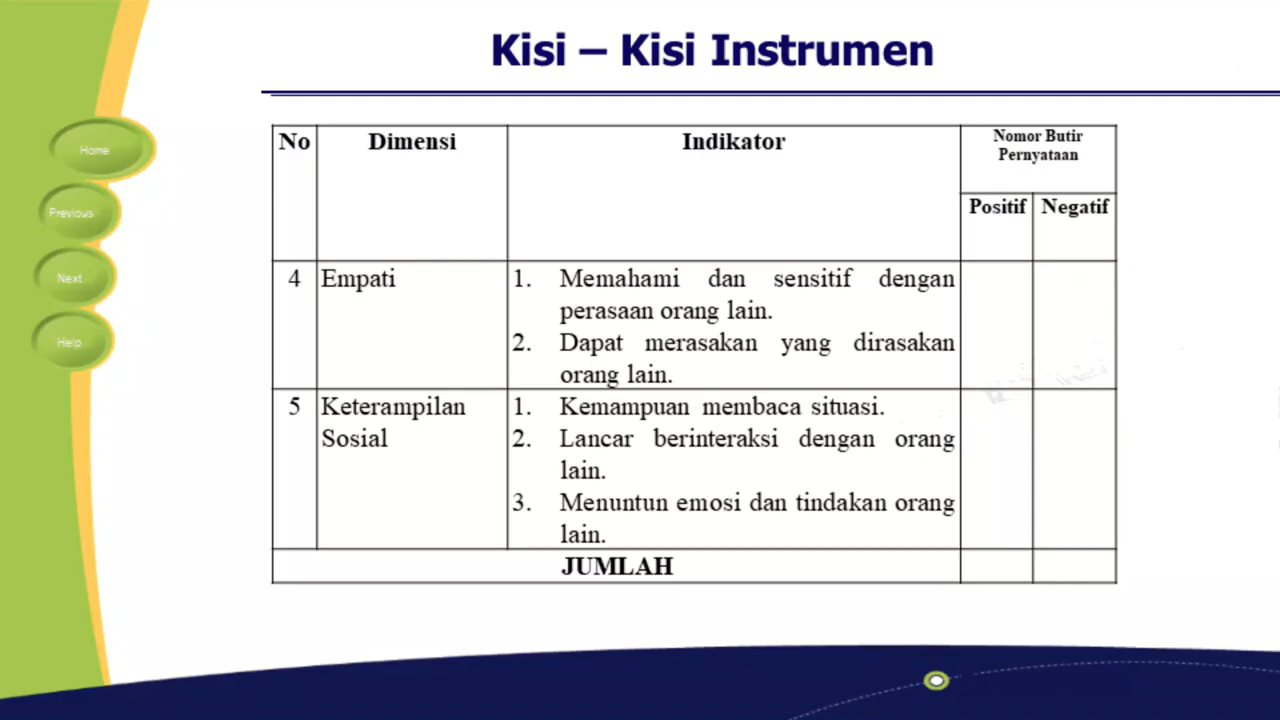 Kisi – Kisi Instrumen
Home
Previous
Next
Help
No
Dimensi
Indikator
Nomor Butir
Pernyataan
Positif
Negatif
4
Empati
1. Memahami dan sensitif dengan
perasaan orang lain.
2. Dapat merasakan yang dirasakan
orang lain.
5
Keterampilan
Sosial
1. Kemampuan membaca situasi.
2. Lancar berinteraksi dengan orang
lain.
3. Menuntun emosi dan tindakan orang
lain.
JUMLAH